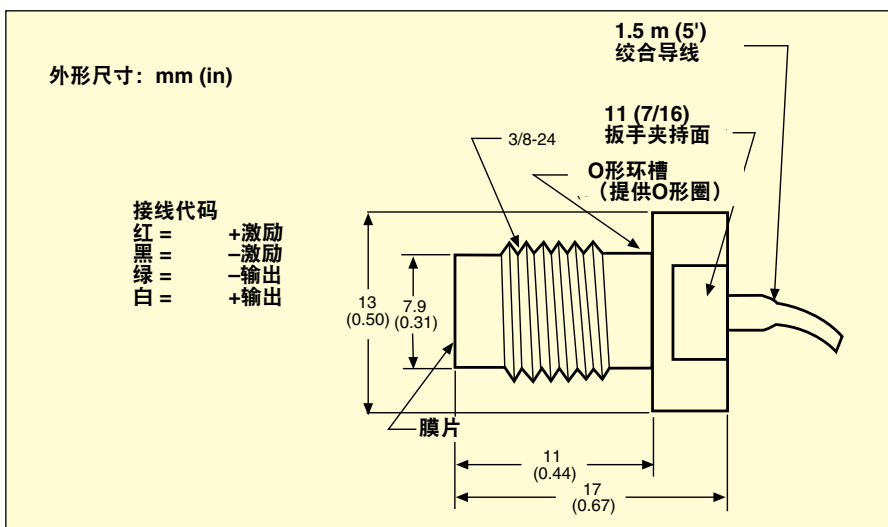 外形尺寸: mm (in)
1.5 m (5')
绞合导线
11 (7/16)
扳手夹持面
3/8-24
O形环槽
（提供O形圈）
接线代码
红 = +激励
黑 = –激励
绿 = –输出
白 = +输出
13
(0.50)
7.9
(0.31)
膜片
11
(0.44)
17
(0.67)